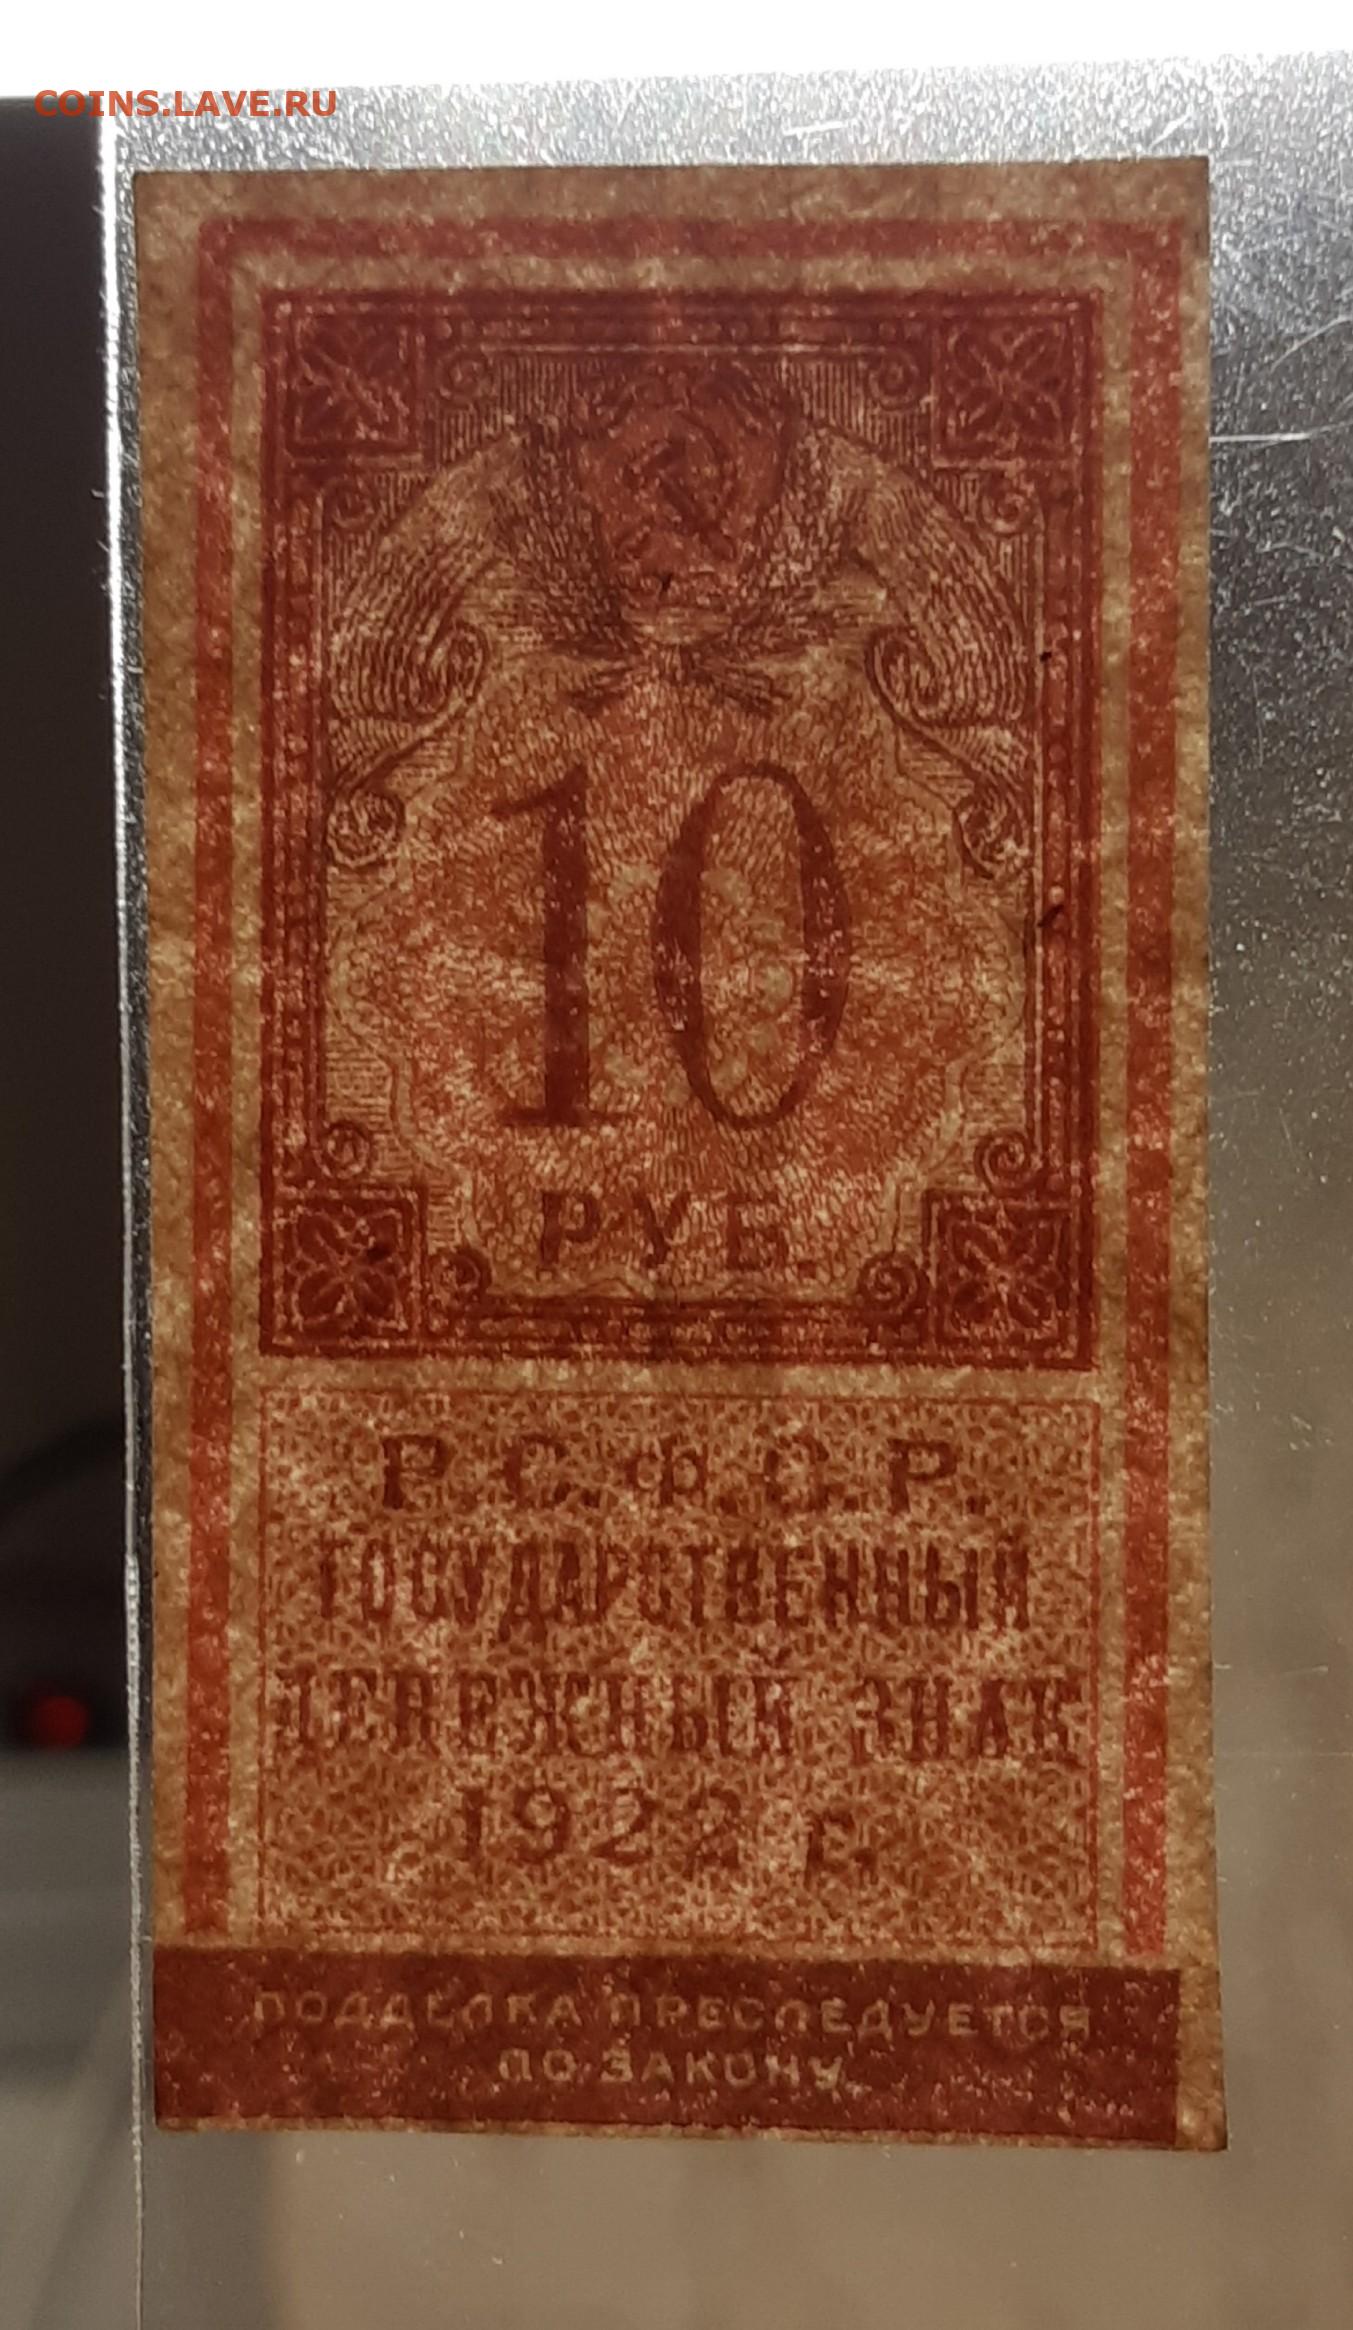 COINS.LAVE.RU
10
РУБ.
Р.С.Ф.С.Р.
ГОСУДАРСТВЕННЫЙ
ДЕНЕЖНЫЙ ЗНАК
1922 г.
ПОДДЕЛКА ПРЕСЛЕДУЕТСЯ
ПО ЗАКОНУ